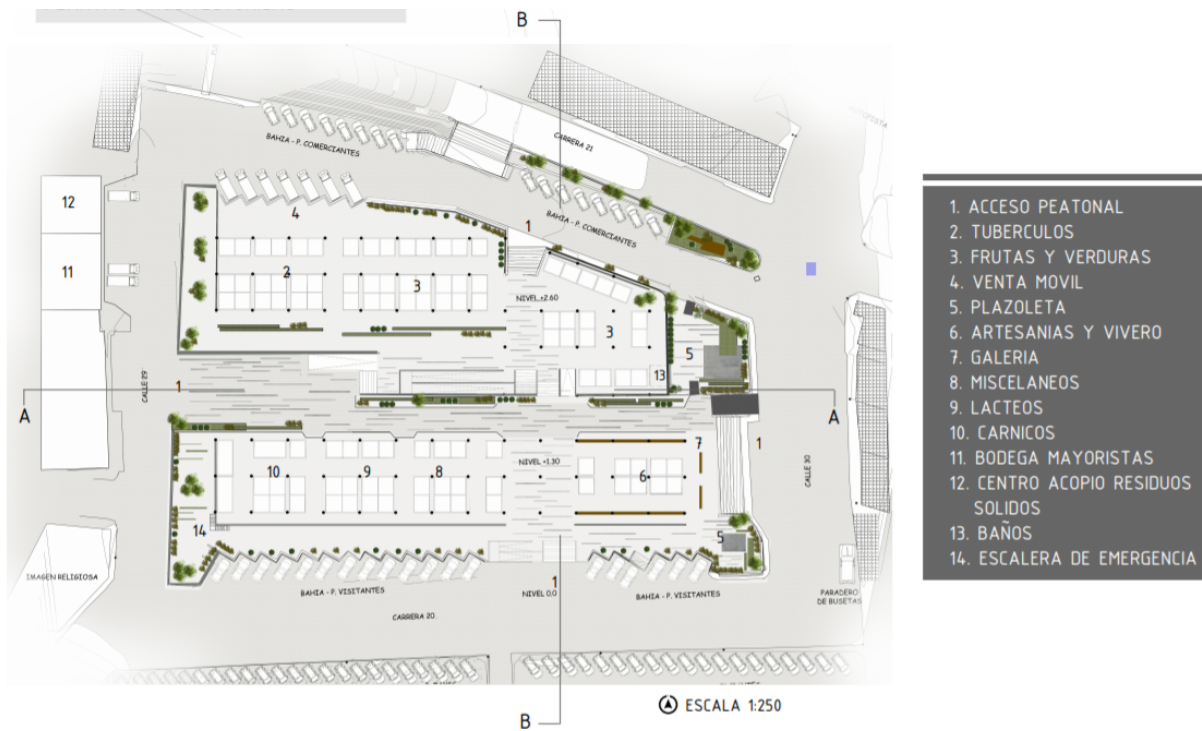 B
CARRERA 21
BAHIA - P. COMERCIANTES
12
4
1
BAHIA - P. COMERCIANTES
11
2
3
NIVEL +2.60
3
5
13
CALLE 29
1
A
A
7
1
10
9
8
NIVEL +1.30
6
CALLE 30
14
5
IMAGEN RELIGIOSA
BAHIA - P. VISITANTES
1
NIVEL 0.0
BAHIA - P. VISITANTES
PARADERO
DE BUSETAS
CARRERA 20.
B
ESCALA 1:250
1. ACCESO PEATONAL
2. TUBERCULOS
3. FRUTAS Y VERDURAS
4. VENTA MOVIL
5. PLAZOLETA
6. ARTESANIAS Y VIVERO
7. GALERIA
8. MISCELANEOS
9. LACTEOS
10. CARNICOS
11. BODEGA MAYORISTAS
12. CENTRO ACOPIO RESIDUOS
SOLIDOS
13. BAÑOS
14. ESCALERA DE EMERGENCIA